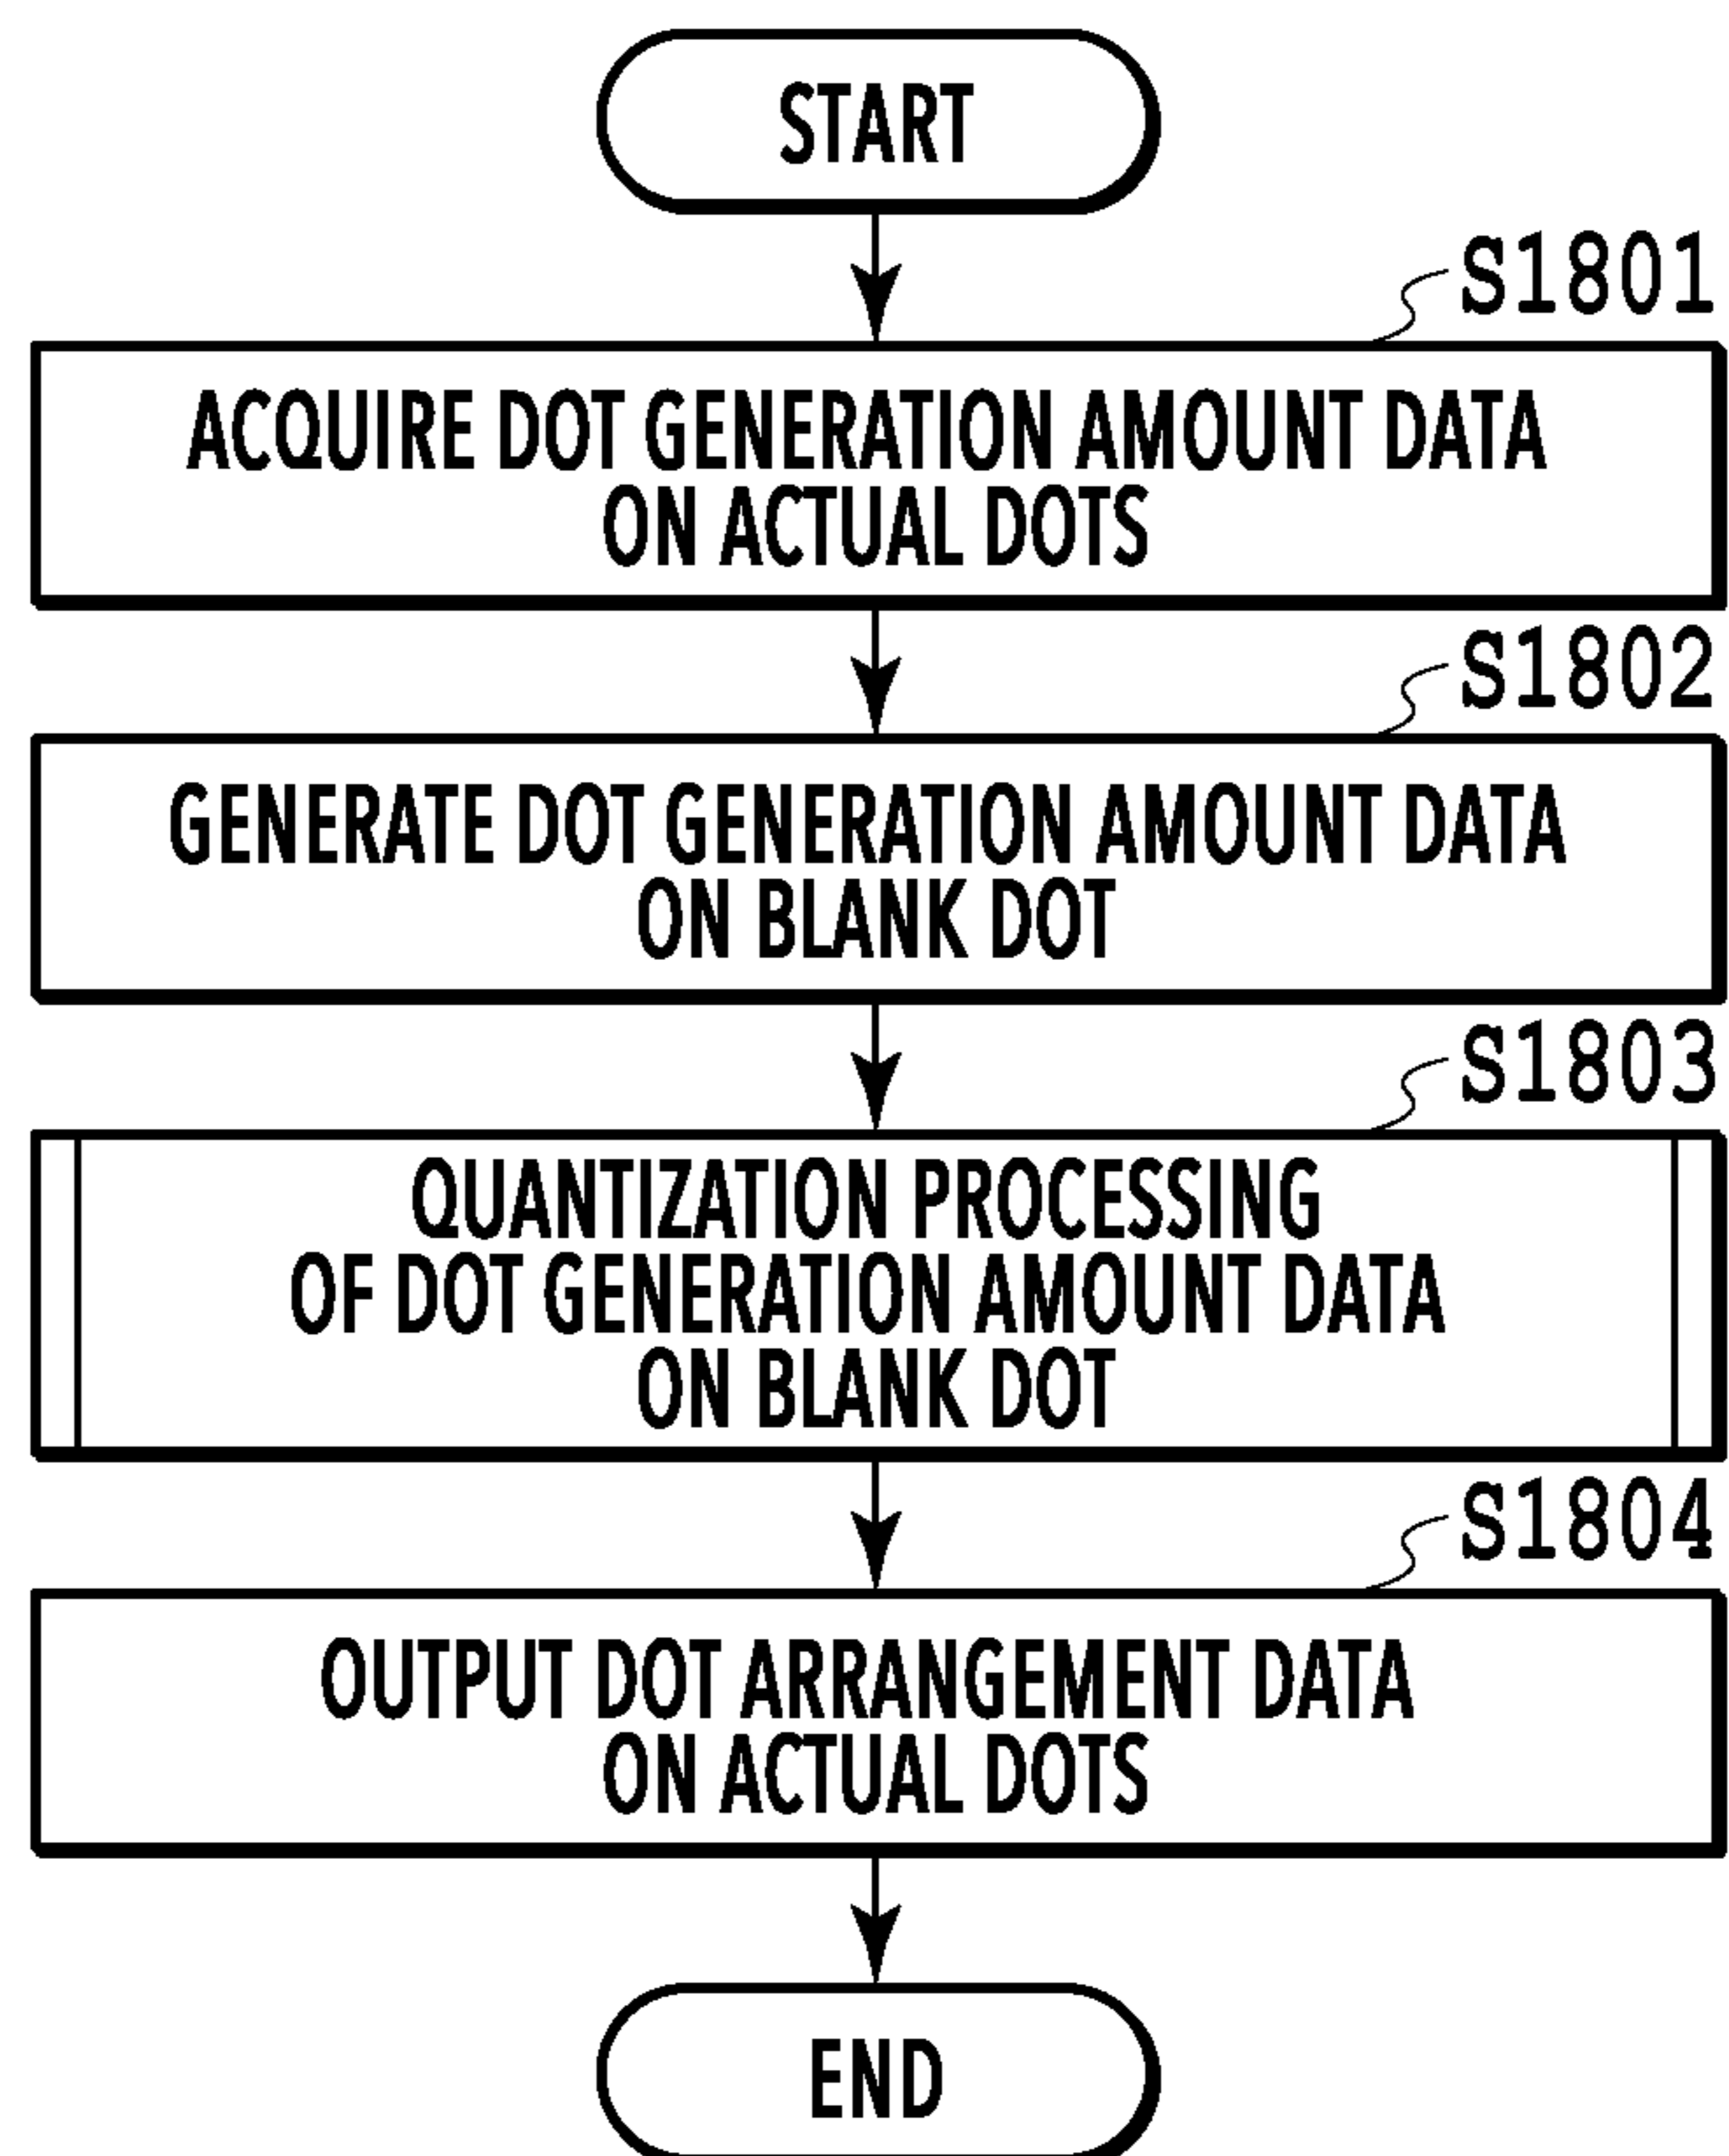 START
S1801
ACQUIRE DOT GENERATION AMOUNT DATA
ON ACTUAL DOTS
S1802
GENERATE DOT GENERATION AMOUNT DATA
ON BLANK DOT
S1803
QUANTIZATION PROCESSING
OF DOT GENERATION AMOUNT DATA
ON BLANK DOT
S1804
OUTPUT DOT ARRANGEMENT DATA
ON ACTUAL DOTS
END